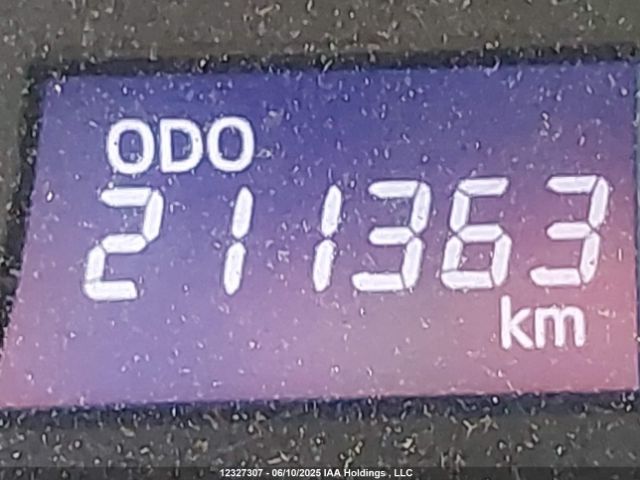 ODO
211363
km
12327307 - 06/10/2025 IAA Holdings , LLC